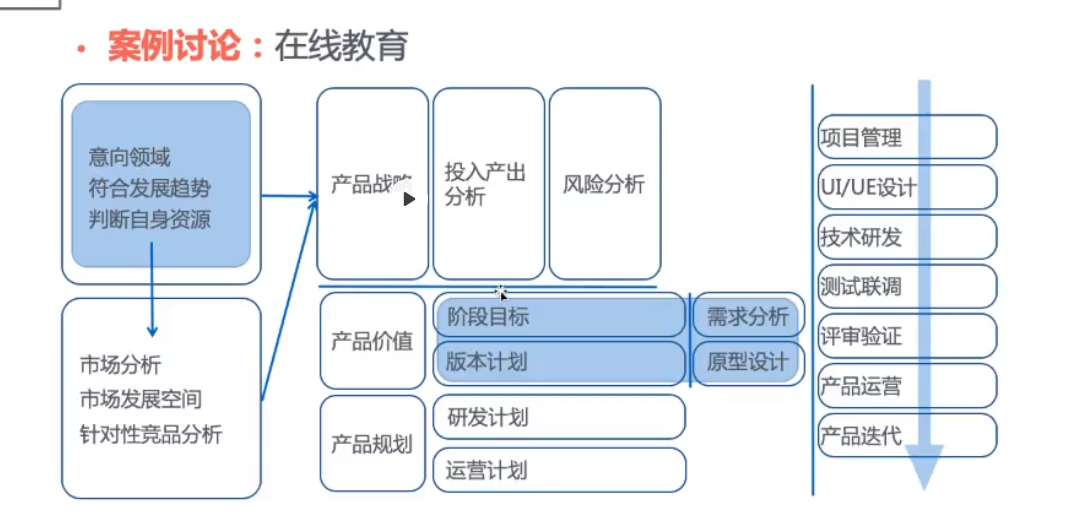 • 案例讨论：在线教育
意向领域
符合发展趋势
判断自身资源
市场分析
市场发展空间
针对性竞品分析
产品战略
投入产出
分析
风险分析
产品价值
阶段目标
版本计划
需求分析
原型设计
产品规划
研发计划
运营计划
项目管理
UI/UE设计
技术研发
测试联调
评审验证
产品运营
产品迭代